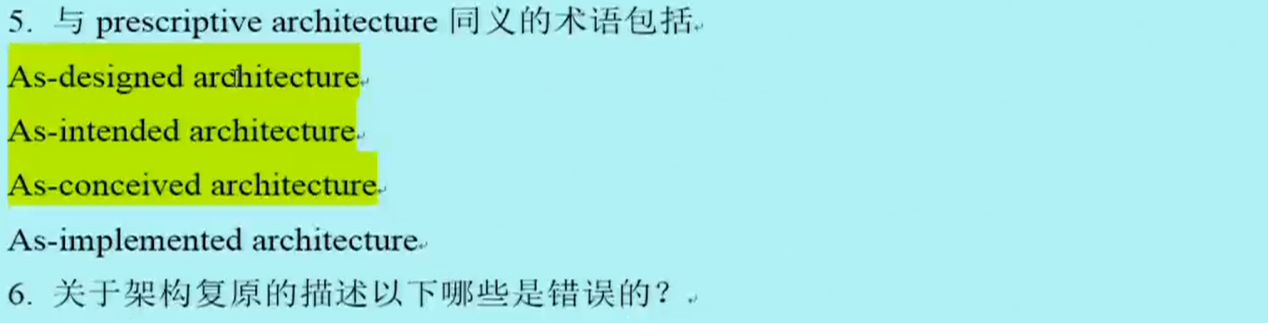 5. 与 prescriptive architecture 同义的术语包括
As-designed architecture
As-intended architecture
As-conceived architecture
As-implemented architecture
6. 关于架构复原的描述以下哪些是错误的？